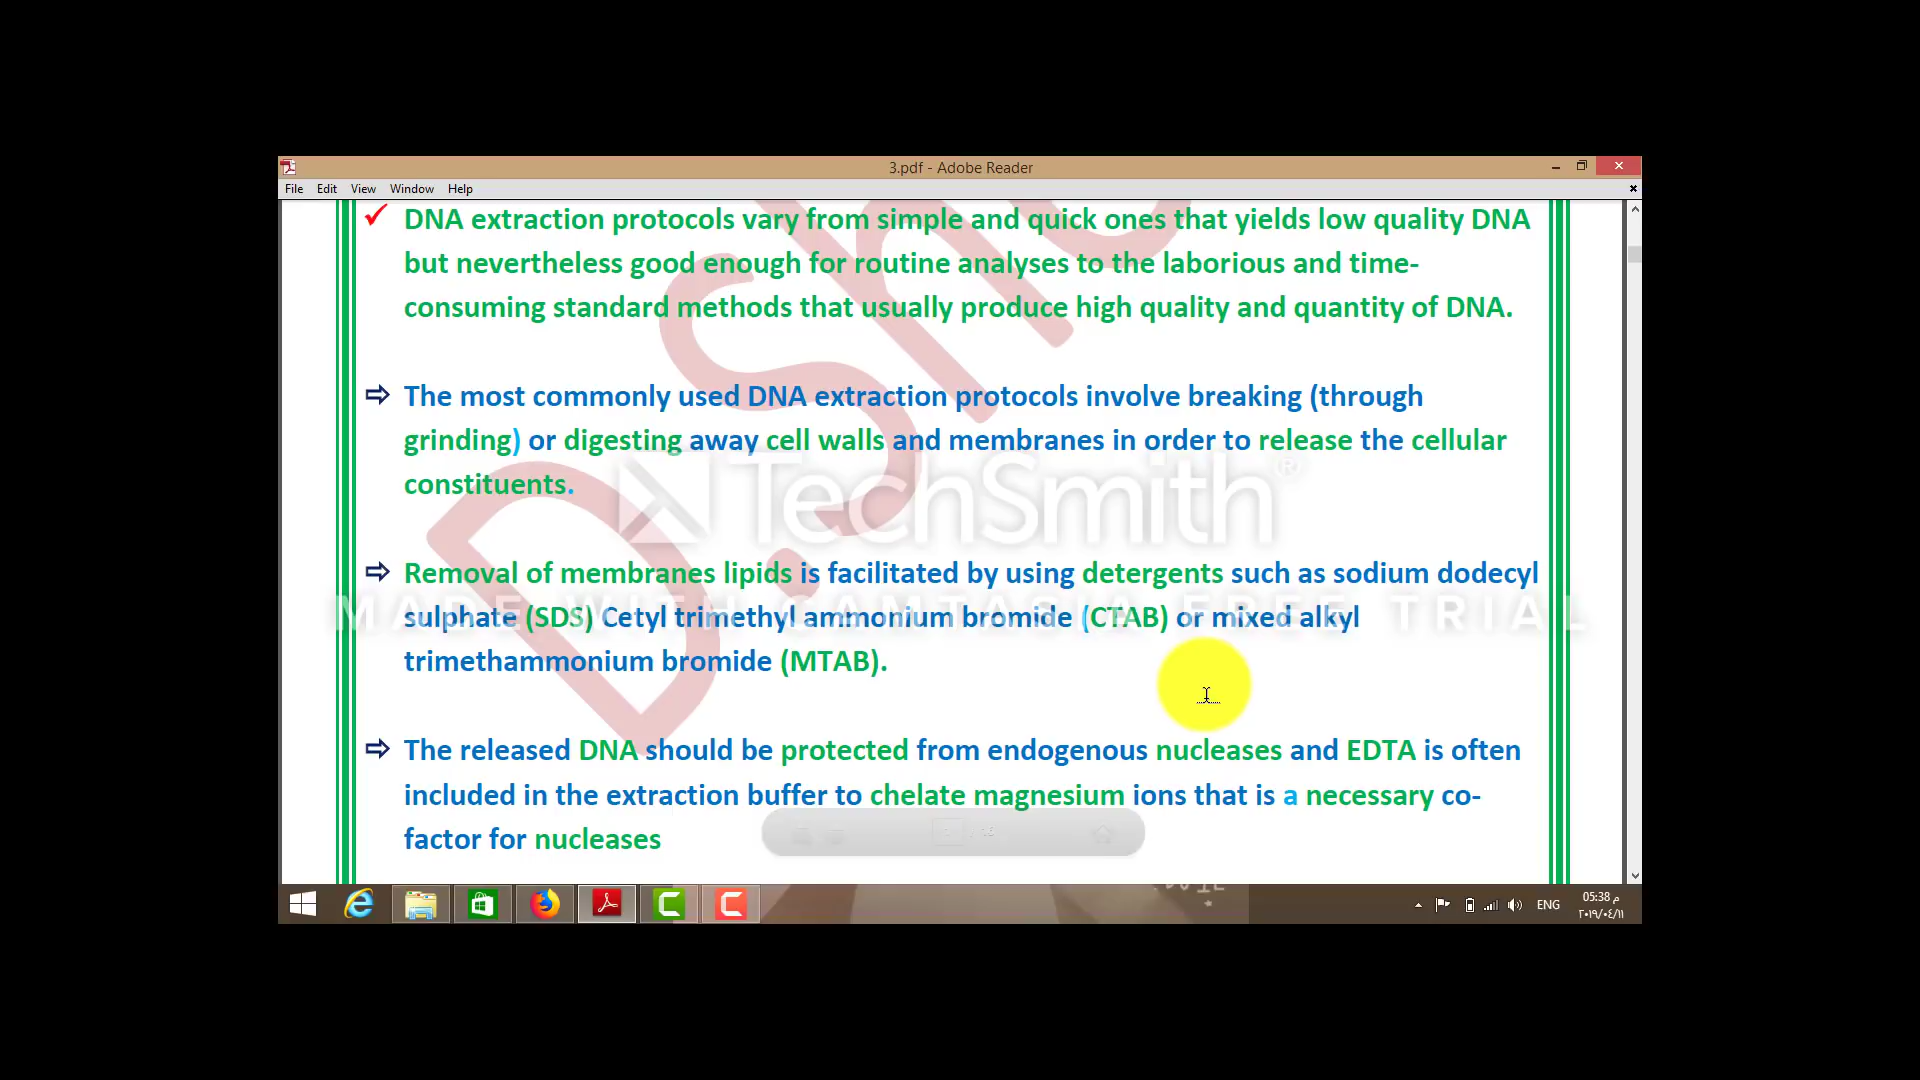 3.pdf - Adobe Reader
File Edit View Window Help
DNA extraction protocols vary from simple and quick ones that yields low quality DNA
but nevertheless good enough for routine analyses to the laborious and time-
consuming standard methods that usually produce high quality and quantity of DNA.
The most commonly used DNA extraction protocols involve breaking (through
grinding) or digesting away cell walls and membranes in order to release the cellular
constituents.
TechSmith®
Removal of membranes lipids is facilitated by using detergents such as sodium dodecyl
MADE WITH CAMTASIA FREE TRIAL
sulphate (SDS) Cetyl trimethyl ammonium bromide (CTAB) or mixed alkyl
trimethammonium bromide (MTAB).
The released DNA should be protected from endogenous nucleases and EDTA is often
included in the extraction buffer to chelate magnesium ions that is a necessary co-
factor for nucleases
ENG
05:38 م
٢٠١٩/٠٤/١١